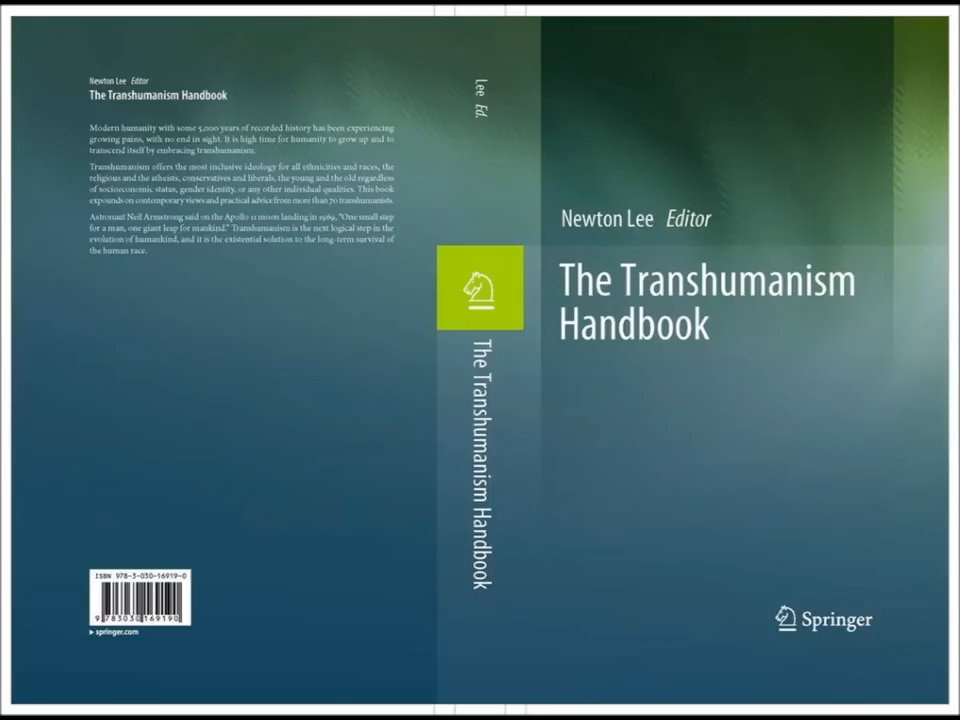 Newton Lee Editor
The Transhumanism Handbook
Modern humanity with some 5,000 years of recorded history has been experiencing
growing pains, with no end in sight. It is high time for humanity to grow up and to
transcend itself by embracing transhumanism.
Transhumanism offers the most inclusive ideology for all ethnicities and races, the
religious and the atheists, conservatives and liberals, the young and the old regardless
of socioeconomic status, gender identity, or any other individual qualities. This book
expounds on contemporary views and practical advice from more than 70 transhumanists.
Astronaut Neil Armstrong said on the Apollo 11 moon landing in 1969, "One small step
for a man, one giant leap for mankind." Transhumanism is the next logical step in the
evolution of humankind, and it is the existential solution to the long-term survival of
the human race.
ISBN 978-3-030-16919-0
9 783030 169190
▸ springer.com
Lee Ed.
The Transhumanism Handbook
Newton Lee Editor
The Transhumanism
Handbook
Springer